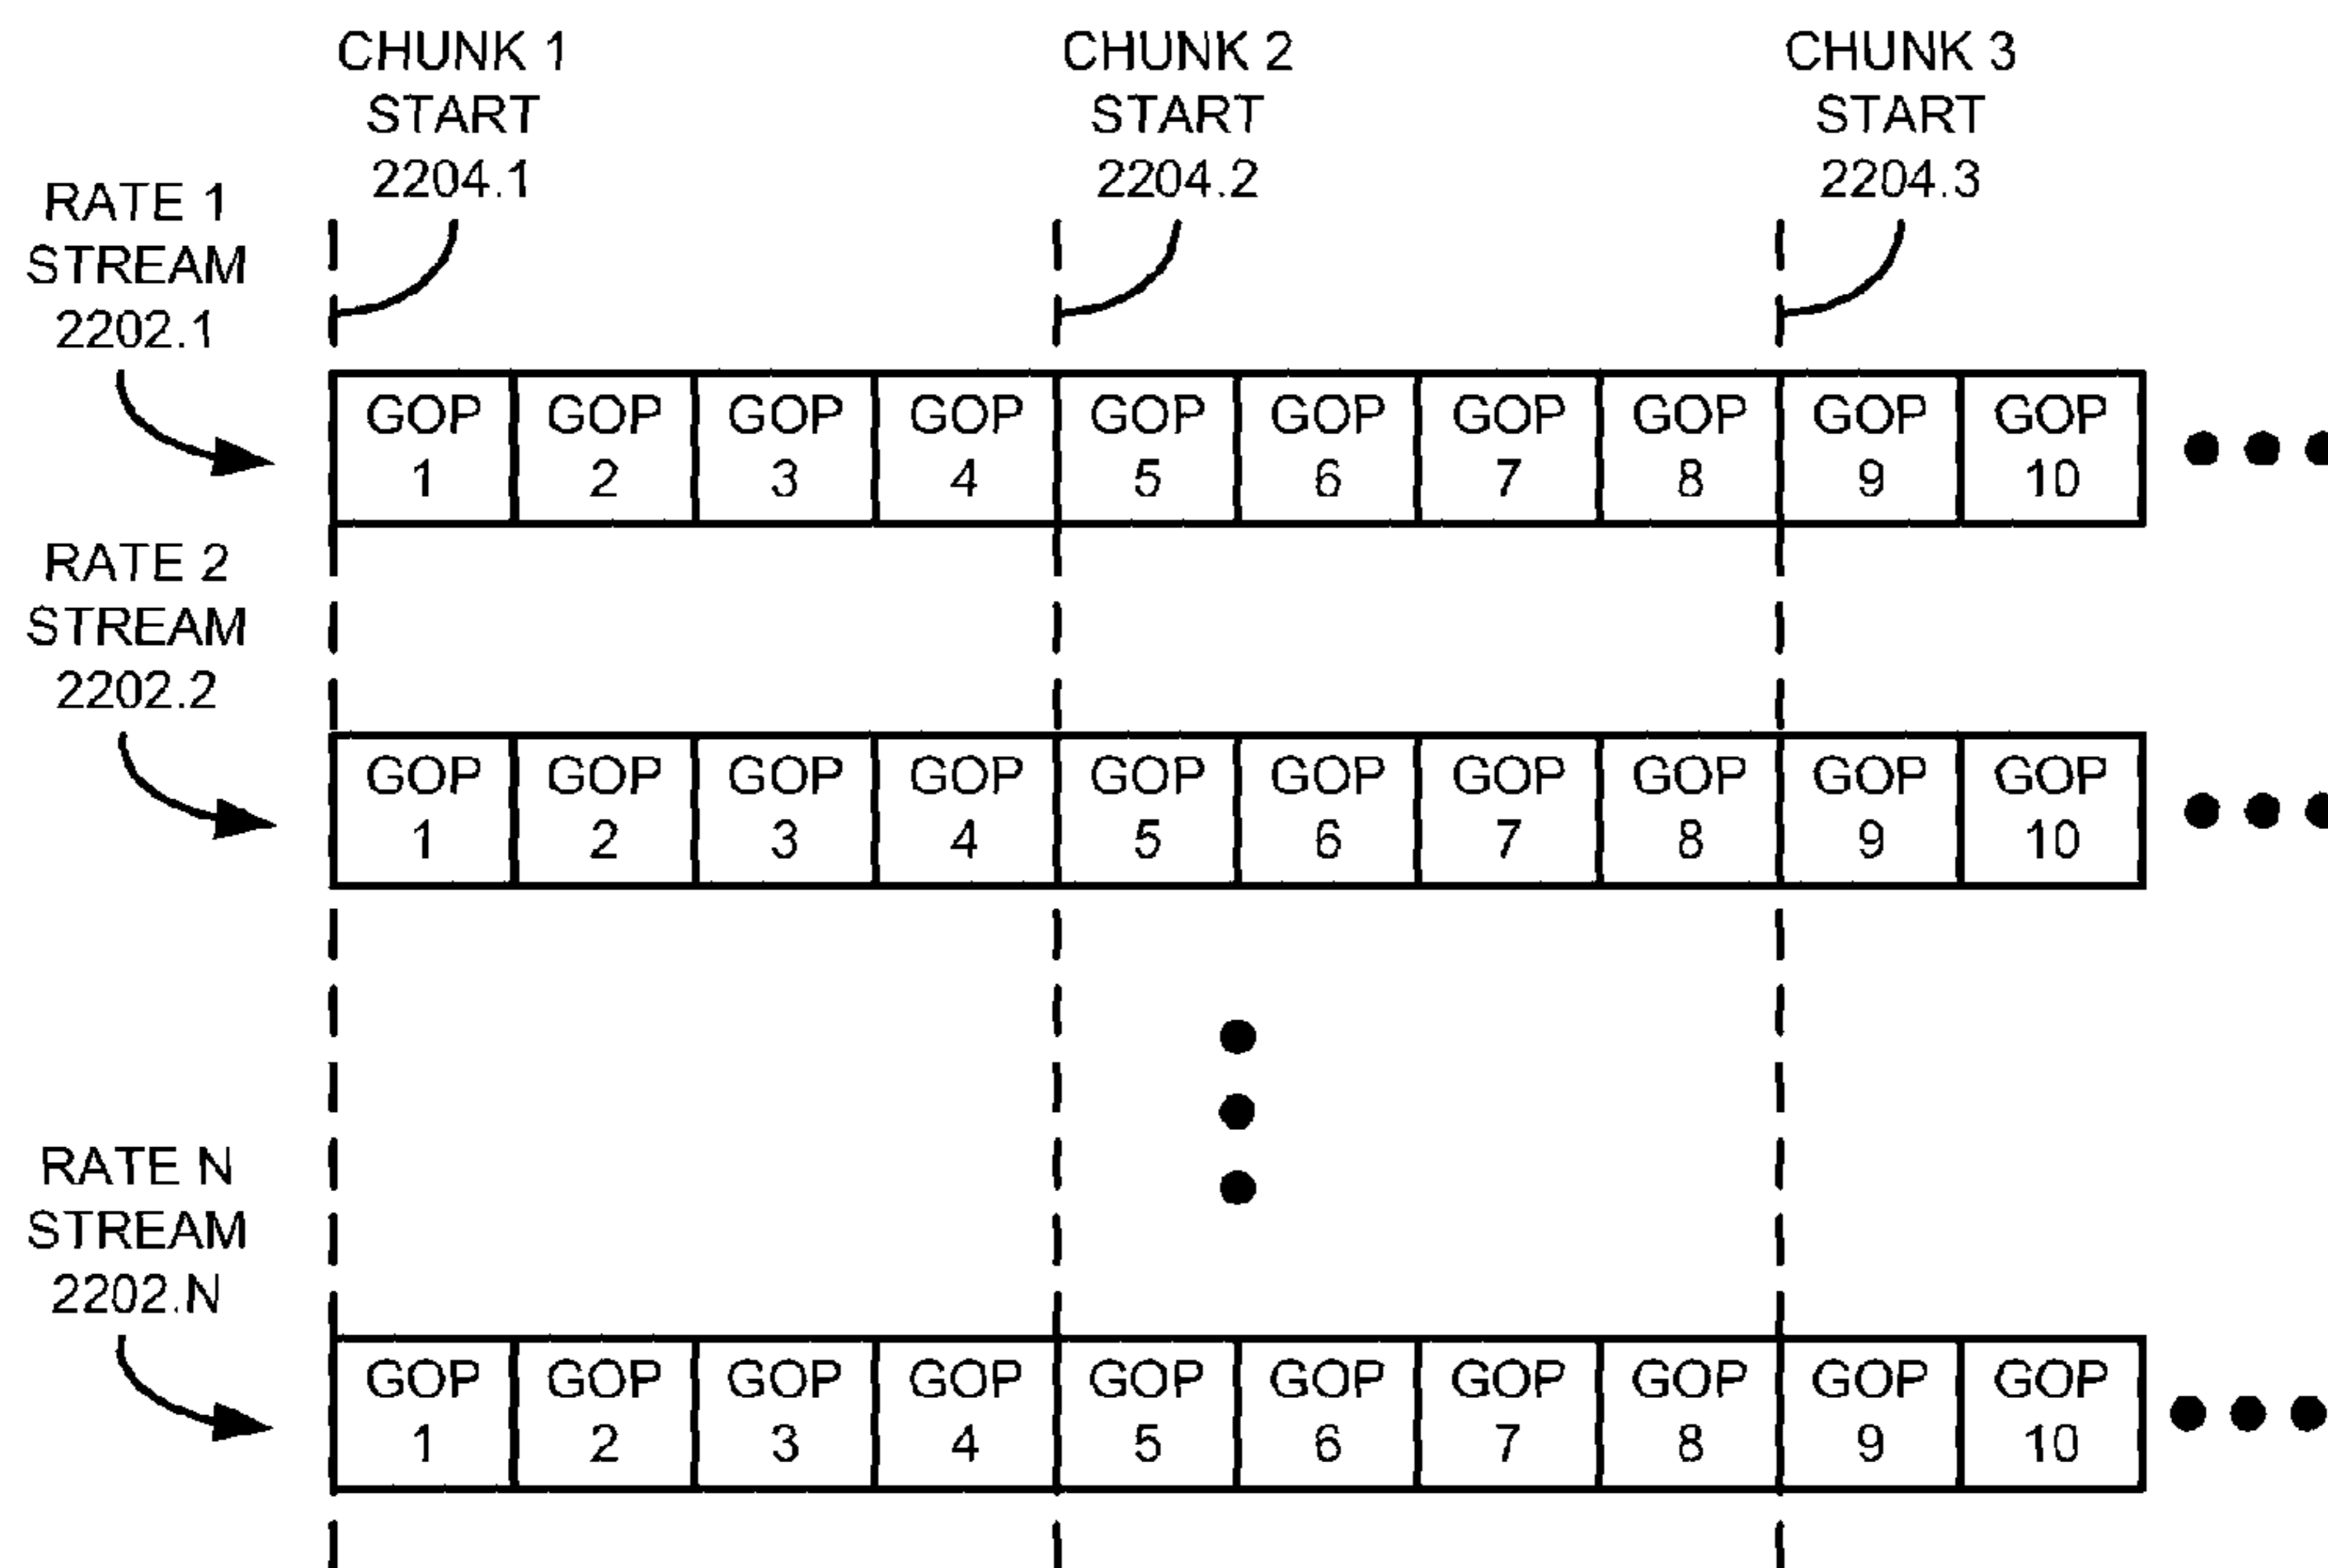 CHUNK 1
START
2204.1
CHUNK 2
START
2204.2
CHUNK 3
START
2204.3
RATE 1
STREAM
2202.1
GOP GOP GOP GOP GOP GOP GOP GOP GOP GOP
1 2 3 4 5 6 7 8 9 10
RATE 2
STREAM
2202.2
GOP GOP GOP GOP GOP GOP GOP GOP GOP GOP
1 2 3 4 5 6 7 8 9 10
RATE N
STREAM
2202.N
GOP GOP GOP GOP GOP GOP GOP GOP GOP GOP
1 2 3 4 5 6 7 8 9 10